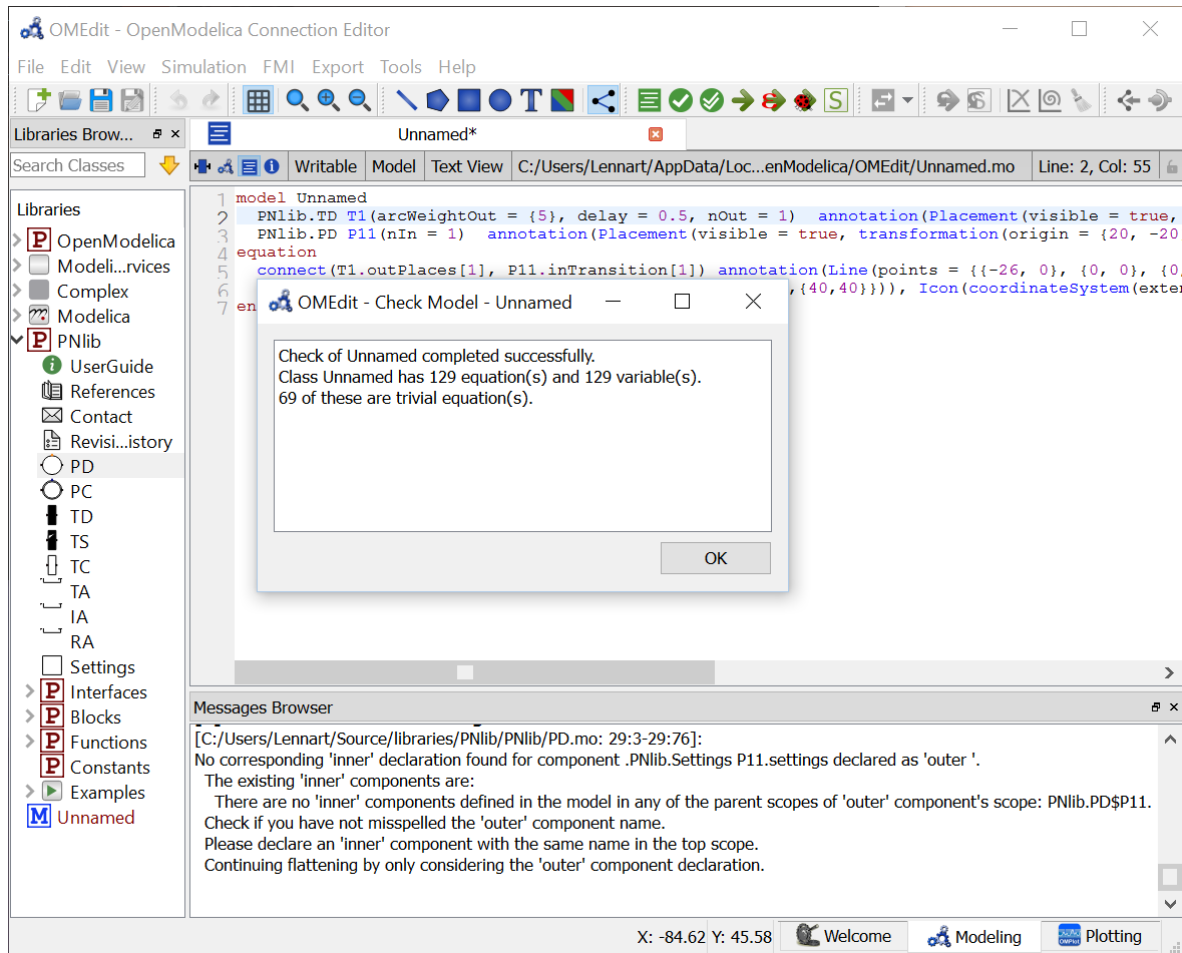 OMEdit - OpenModelica Connection Editor
File Edit View Simulation FMI Export Tools Help
T S S
Libraries Brow...
Unnamed*
Search Classes
Writable Model Text View C:/Users/Lennart/AppData/Loc...enModelica/OMEdit/Unnamed.mo Line: 2, Col: 55
Libraries
P OpenModelica
Modeli...rvices
Complex
Modelica
P PNlib
UserGuide
References
Contact
Revisi...istory
PD
PC
TD
TS
TC
TA
IA
RA
Settings
P Interfaces
P Blocks
P Functions
P Constants
Examples
M Unnamed
1 model Unnamed
2 PNlib.TD T1(arcWeightOut = {5}, delay = 0.5, nOut = 1) annotation(Placement(visible = true,
3 PNlib.PD P11(nIn = 1) annotation(Placement(visible = true, transformation(origin = {20, -20
4 equation
5 connect(T1.outPlaces[1], P11.inTransition[1]) annotation(Line(points = {{-26, 0}, {0, 0}, {0,
6 ,{40,40}})), Icon(coordinateSystem(exten
7 en
OMEdit - Check Model - Unnamed
Check of Unnamed completed successfully.
Class Unnamed has 129 equation(s) and 129 variable(s).
69 of these are trivial equation(s).
OK
Messages Browser
[C:/Users/Lennart/Source/libraries/PNlib/PNlib/PD.mo: 29:3-29:76]:
No corresponding 'inner' declaration found for component .PNlib.Settings P11.settings declared as 'outer '.
The existing 'inner' components are:
There are no 'inner' components defined in the model in any of the parent scopes of 'outer' component's scope: PNlib.PD$P11.
Check if you have not misspelled the 'outer' component name.
Please declare an 'inner' component with the same name in the top scope.
Continuing flattening by only considering the 'outer' component declaration.
X: -84.62 Y: 45.58 Welcome Modeling Plotting